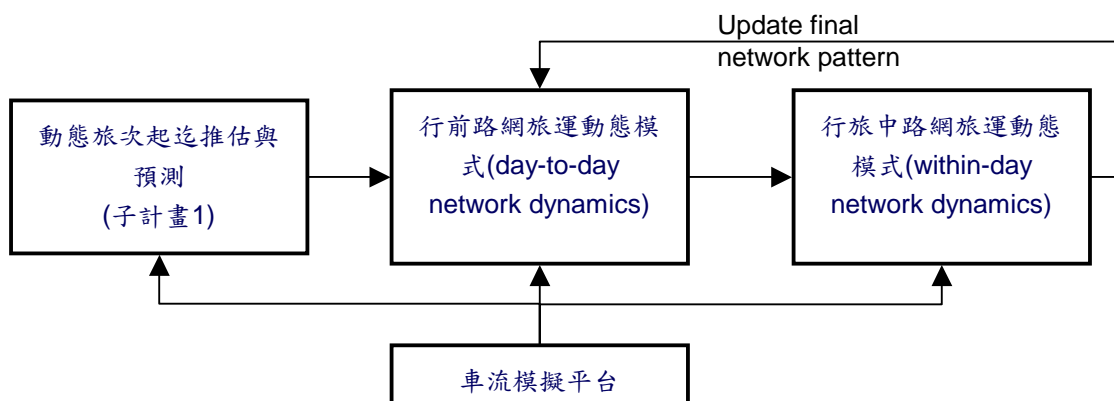 Update final
network pattern
動態旅次起迄推估與
預測
(子計畫1)
行前路網旅運動態模
式(day-to-day
network dynamics)
行旅中路網旅運動態
模式(within-day
network dynamics)
車流模擬平台